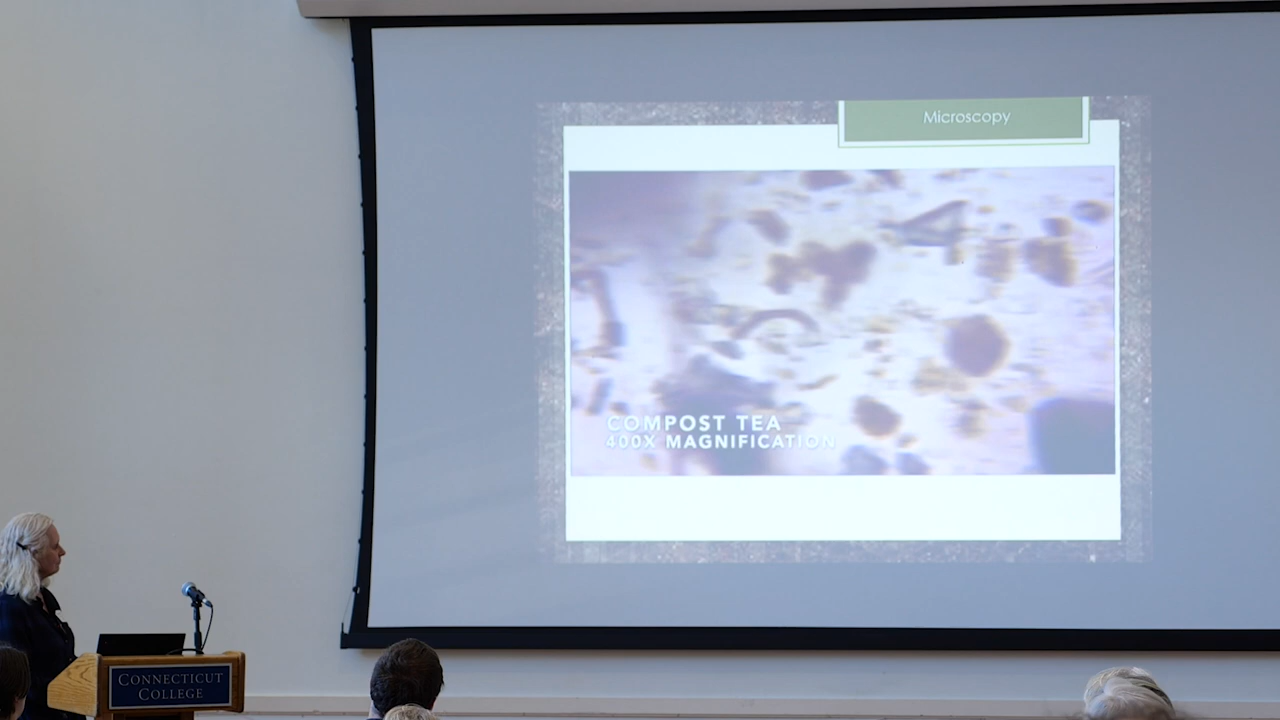 Microscopy
COMPOST TEA
400X MAGNIFICATION
CONNECTICUT
COLLEGE